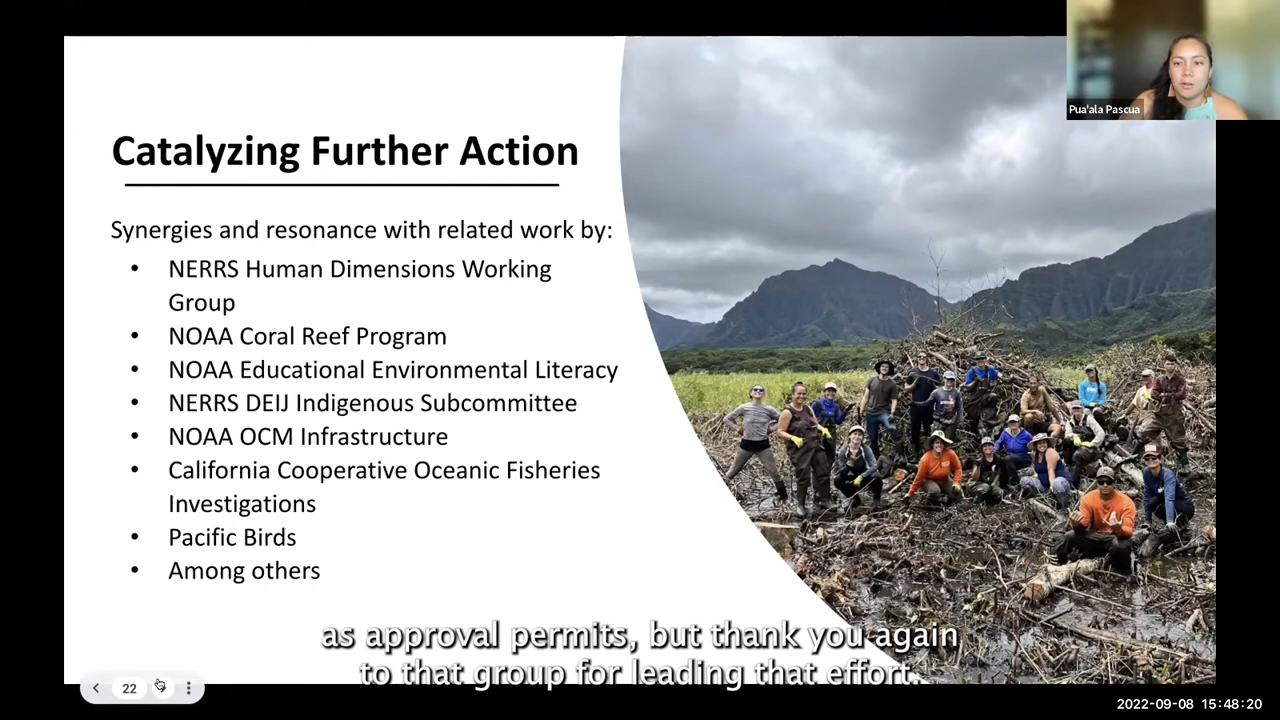 Pua'ala Pascua
Catalyzing Further Action
Synergies and resonance with related work by:
• NERRS Human Dimensions Working
Group
• NOAA Coral Reef Program
• NOAA Educational Environmental Literacy
• NERRS DEIJ Indigenous Subcommittee
• NOAA OCM Infrastructure
• California Cooperative Oceanic Fisheries
Investigations
• Pacific Birds
• Among others
as approval permits, but thank you again
to that group for leading that effort.
22
2022-09-08 15:48:20